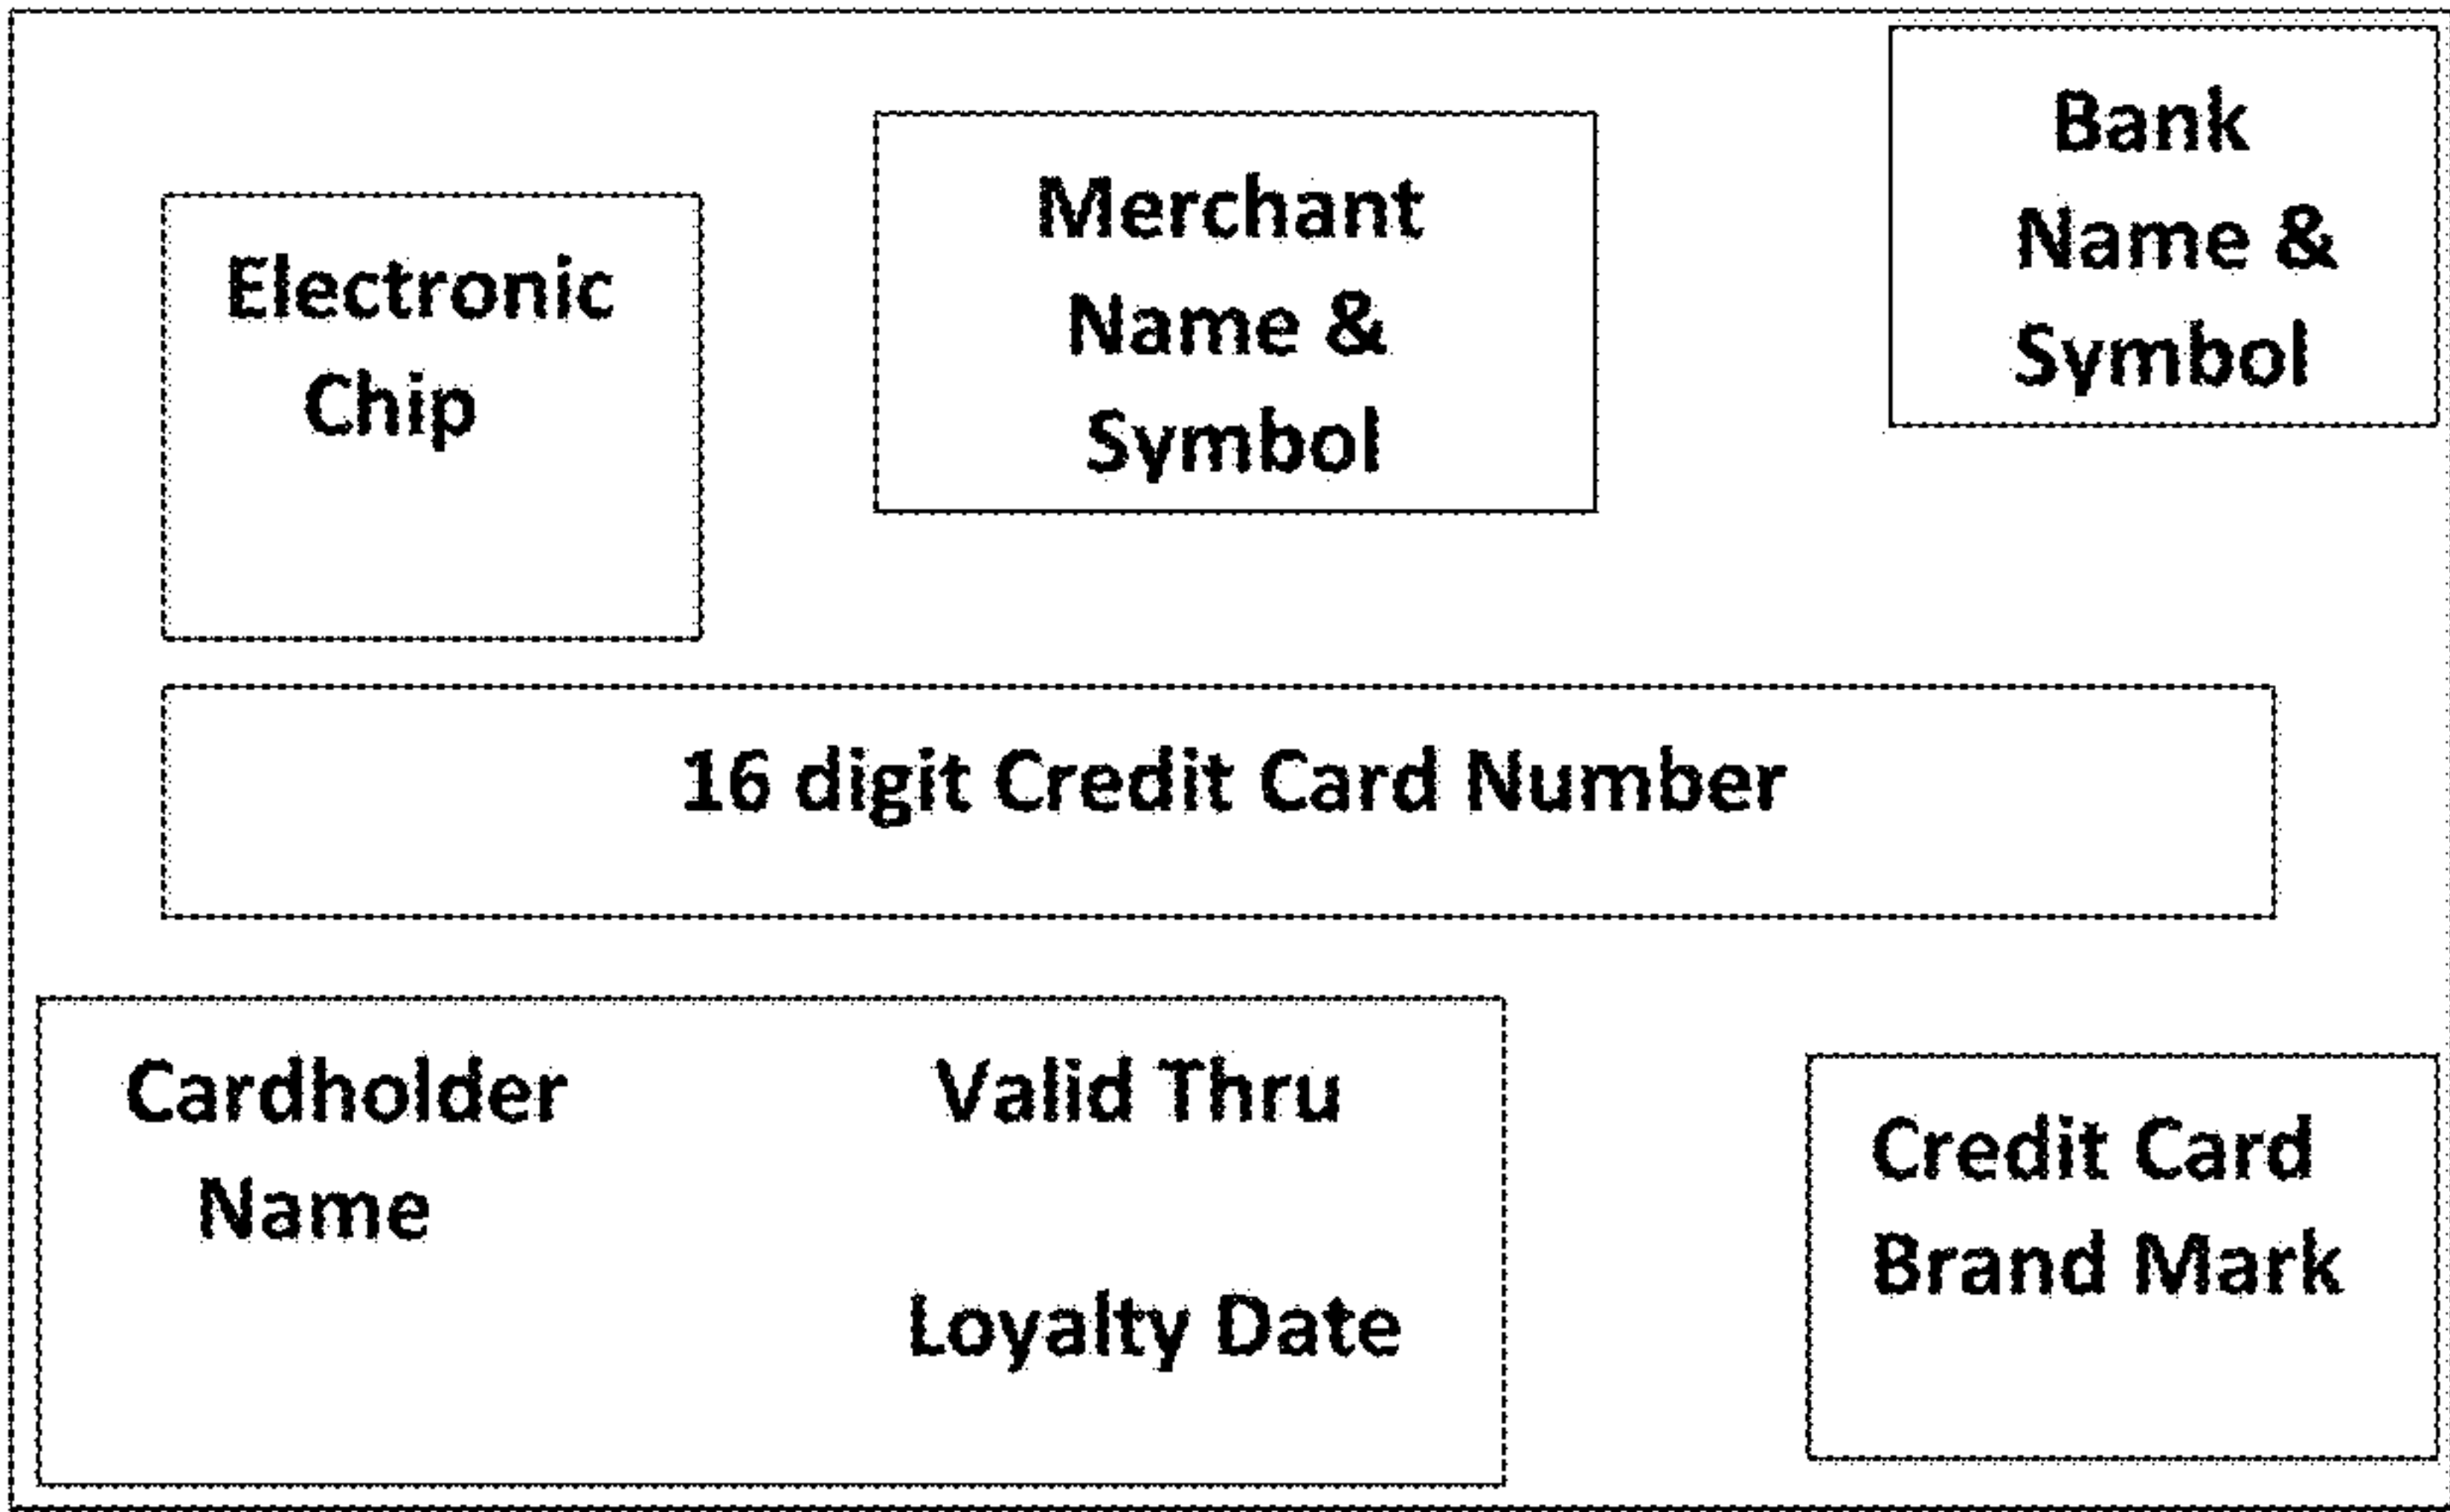 Electronic
Chip
Merchant
Name &
Symbol
Bank
Name &
Symbol
16 digit Credit Card Number
Cardholder
Name
Valid Thru
Loyalty Date
Credit Card
Brand Mark